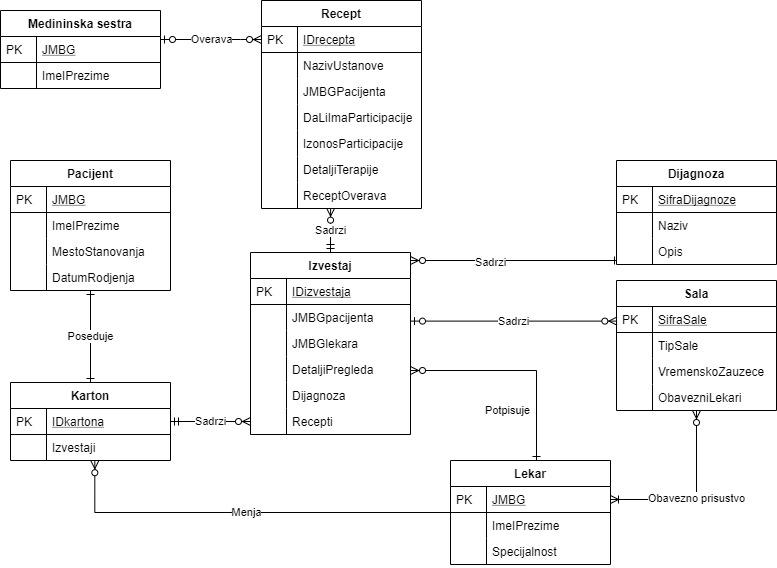 Medininska sestra
PK JMBG
ImeIPrezime
Overava
Recept
PK IDrecepta
NazivUstanove
JMBGPacijenta
DaLiImaParticipacije
IzonosParticipacije
DetaljiTerapije
ReceptOverava
Pacijent
PK JMBG
ImeIPrezime
MestoStanovanja
DatumRodjenja
Dijagnoza
PK SifraDijagnoze
Naziv
Opis
Sadrzi
Izvestaj
PK IDizvestaja
JMBGpacijenta
JMBGlekara
DetaljiPregleda
Dijagnoza
Recepti
Sadrzi
Sala
PK SifraSale
TipSale
VremenskoZauzece
ObavezniLekari
Sadrzi
Poseduje
Karton
PK IDkartona
Izvestaji
Sadrzi
Potpisuje
Lekar
PK JMBG
ImeIPrezime
Specijalnost
Obavezno prisustvo
Menja